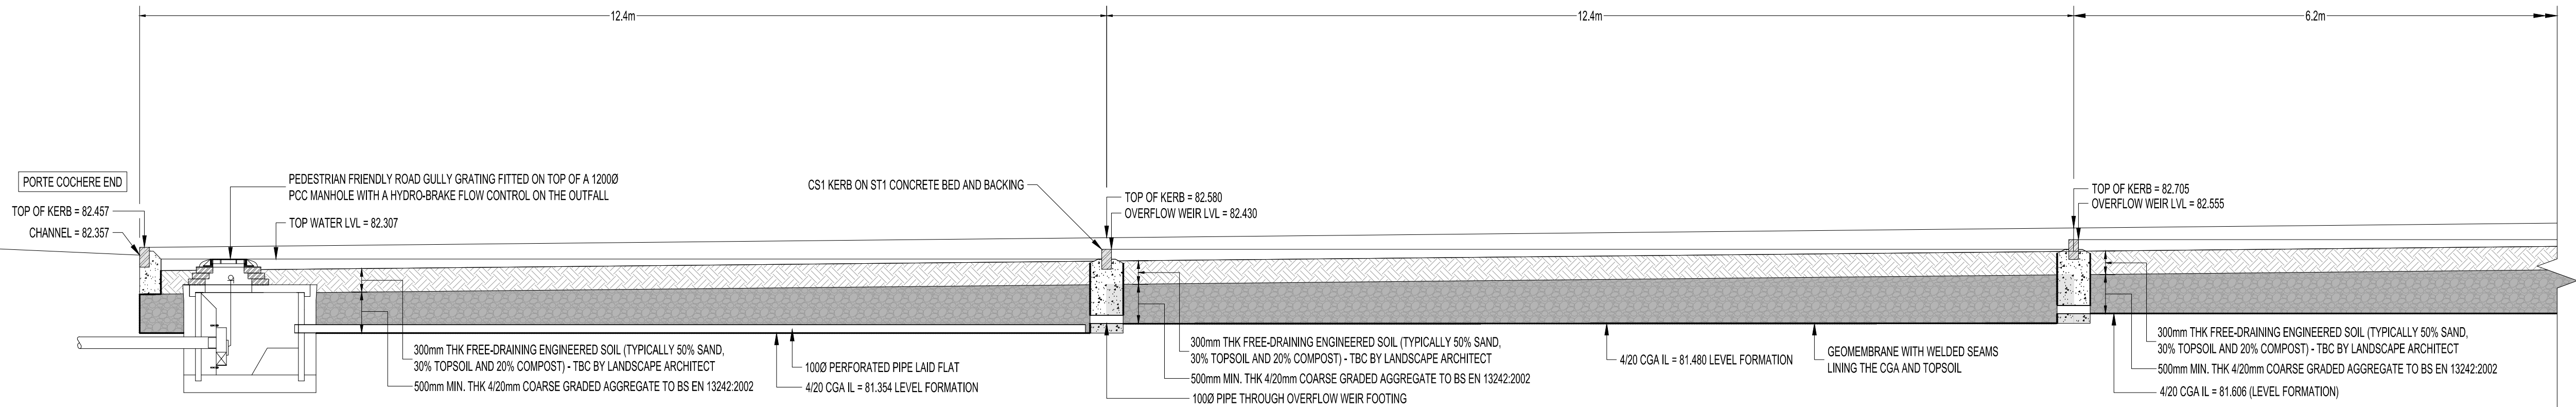 12.4m
12.4m
6.2m
PORTE COCHERE END
TOP OF KERB = 82.457
CHANNEL = 82.357
PEDESTRIAN FRIENDLY ROAD GULLY GRATING FITTED ON TOP OF A 1200Ø
PCC MANHOLE WITH A HYDRO-BRAKE FLOW CONTROL ON THE OUTFALL
TOP WATER LVL = 82.307
CS1 KERB ON ST1 CONCRETE BED AND BACKING
TOP OF KERB = 82.580
OVERFLOW WEIR LVL = 82.430
TOP OF KERB = 82.705
OVERFLOW WEIR LVL = 82.555
300mm THK FREE-DRAINING ENGINEERED SOIL (TYPICALLY 50% SAND,
30% TOPSOIL AND 20% COMPOST) - TBC BY LANDSCAPE ARCHITECT
500mm MIN. THK 4/20mm COARSE GRADED AGGREGATE TO BS EN 13242:2002
100Ø PERFORATED PIPE LAID FLAT
4/20 CGA IL = 81.354 LEVEL FORMATION
300mm THK FREE-DRAINING ENGINEERED SOIL (TYPICALLY 50% SAND,
30% TOPSOIL AND 20% COMPOST) - TBC BY LANDSCAPE ARCHITECT
500mm MIN. THK 4/20mm COARSE GRADED AGGREGATE TO BS EN 13242:2002
100Ø PIPE THROUGH OVERFLOW WEIR FOOTING
4/20 CGA IL = 81.480 LEVEL FORMATION
GEOMEMBRANE WITH WELDED SEAMS
LINING THE CGA AND TOPSOIL
300mm THK FREE-DRAINING ENGINEERED SOIL (TYPICALLY 50% SAND,
30% TOPSOIL AND 20% COMPOST) - TBC BY LANDSCAPE ARCHITECT
500mm MIN. THK 4/20mm COARSE GRADED AGGREGATE TO BS EN 13242:2002
4/20 CGA IL = 81.606 (LEVEL FORMATION)